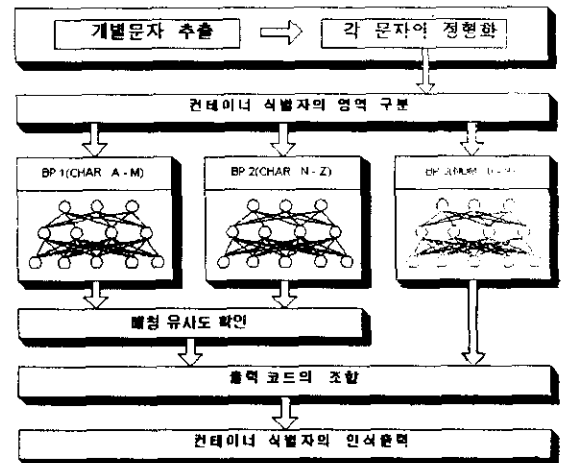 개별문자 추출
각 문자의 정형화
컨테이너 식별자의 영역 구분
BP 1(CHAR A - M)
BP 2(CHAR N - Z)
매칭 유사도 확인
출력 코드의 조합
컨테이너 식별자의 인식출력